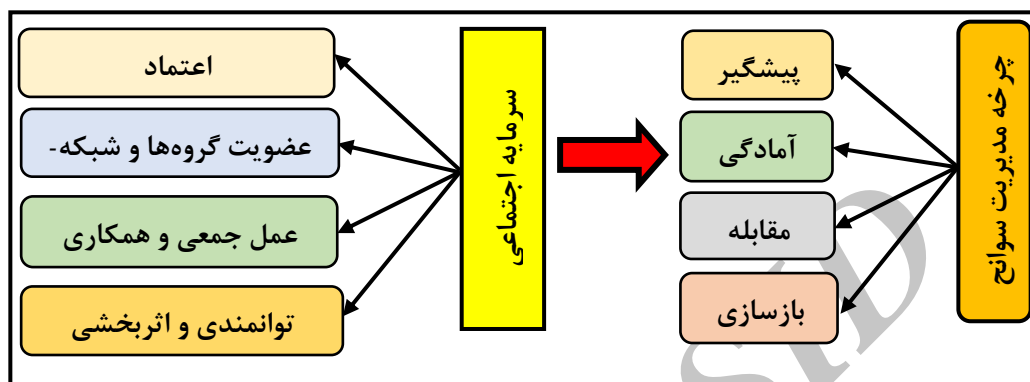 چرخه مدیریت سوانح
پیشگیر
آمادگی
مقابله
بازسازی
سرمایه اجتماعی
اعتماد
عضویت گروه‌ها و شبکه-
عمل جمعی و همکاری
توانمندی و اثربخشی
SID